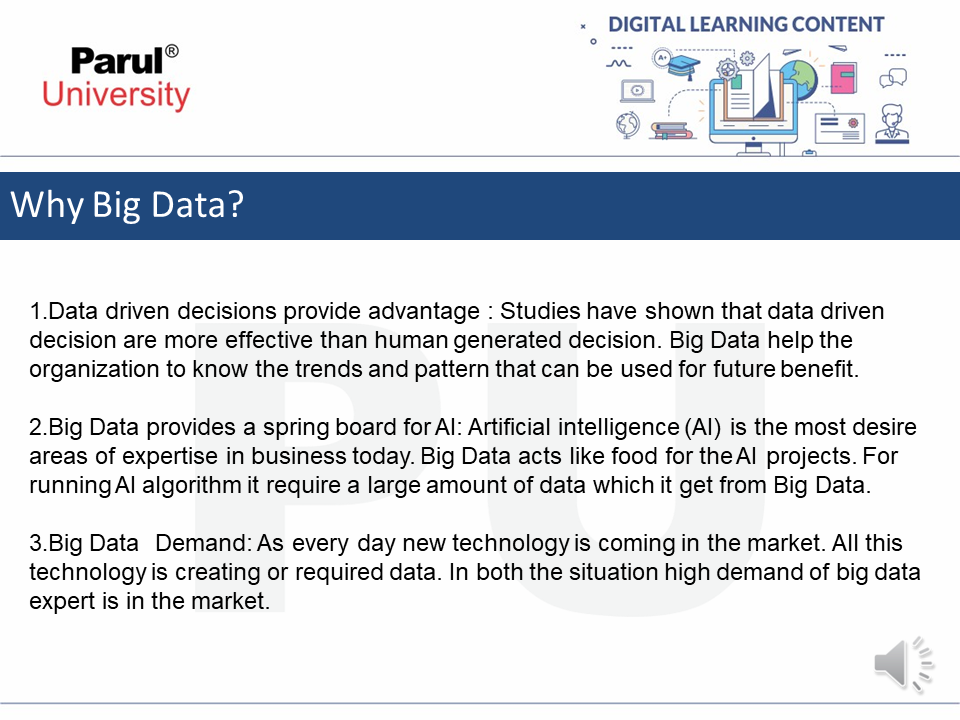 Parul®
University
DIGITAL LEARNING CONTENT
A+
Why Big Data?
1.Data driven decisions provide advantage : Studies have shown that data driven
decision are more effective than human generated decision. Big Data help the
organization to know the trends and pattern that can be used for future benefit.
2.Big Data provides a spring board for AI: Artificial intelligence (AI) is the most desire
areas of expertise in business today. Big Data acts like food for the AI projects. For
running AI algorithm it require a large amount of data which it get from Big Data.
3.Big Data Demand: As every day new technology is coming in the market. All this
technology is creating or required data. In both the situation high demand of big data
expert is in the market.
PU